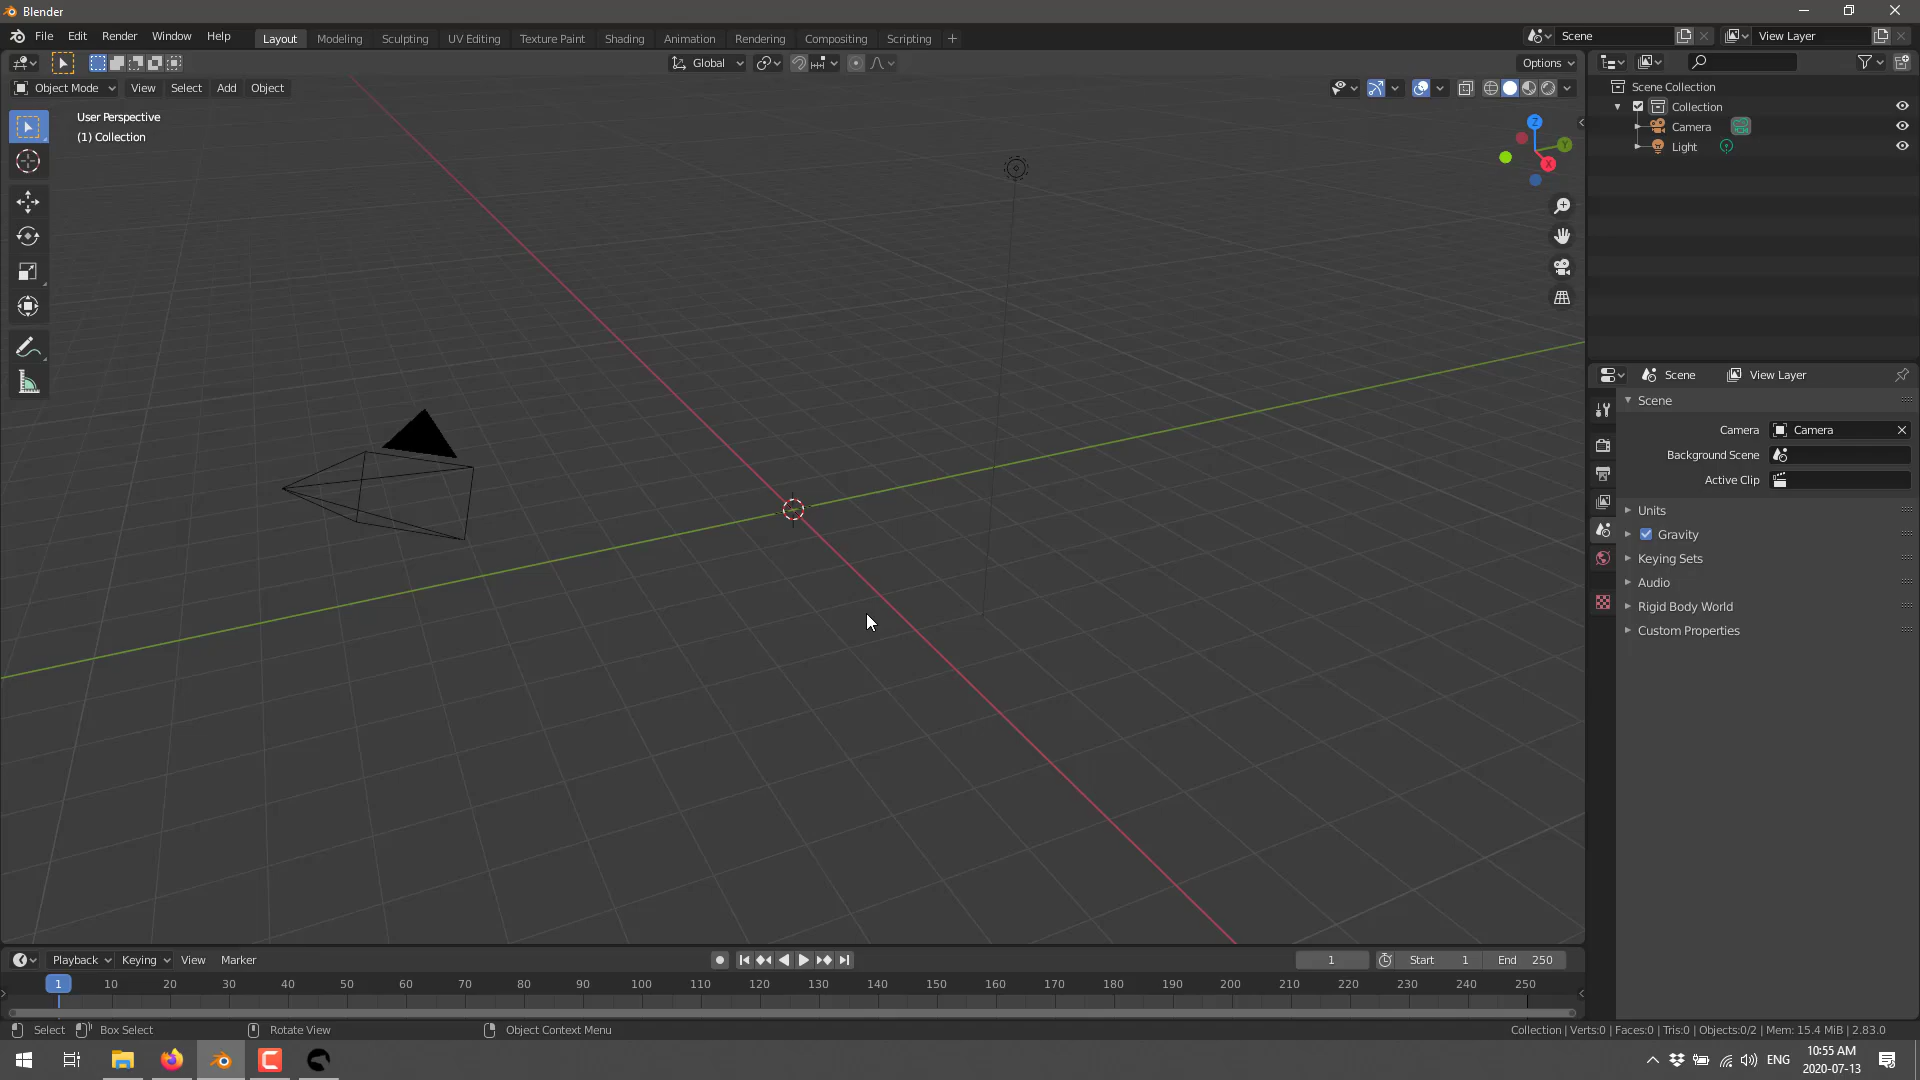 Blender
File Edit Render Window Help Layout Modeling Sculpting UV Editing Texture Paint Shading Animation Rendering Compositing Scripting + Scene View Layer
Global Options
Object Mode View Select Add Object
User Perspective
(1) Collection
Z
Y
X
Scene Collection
Collection
Camera
Light
Scene View Layer
Scene
Camera Camera
Background Scene
Active Clip
Units
Gravity
Keying Sets
Audio
Rigid Body World
Custom Properties
Playback Keying View Marker 1 Start 1 End 250
1 10 20 30 40 50 60 70 80 90 100 110 120 130 140 150 160 170 180 190 200 210 220 230 240 250
Select Box Select Rotate View Object Context Menu Collection | Verts:0 | Faces:0 | Tris:0 | Objects:0/2 | Mem: 15.4 MiB | 2.83.0
ENG 10:55 AM
2020-07-13